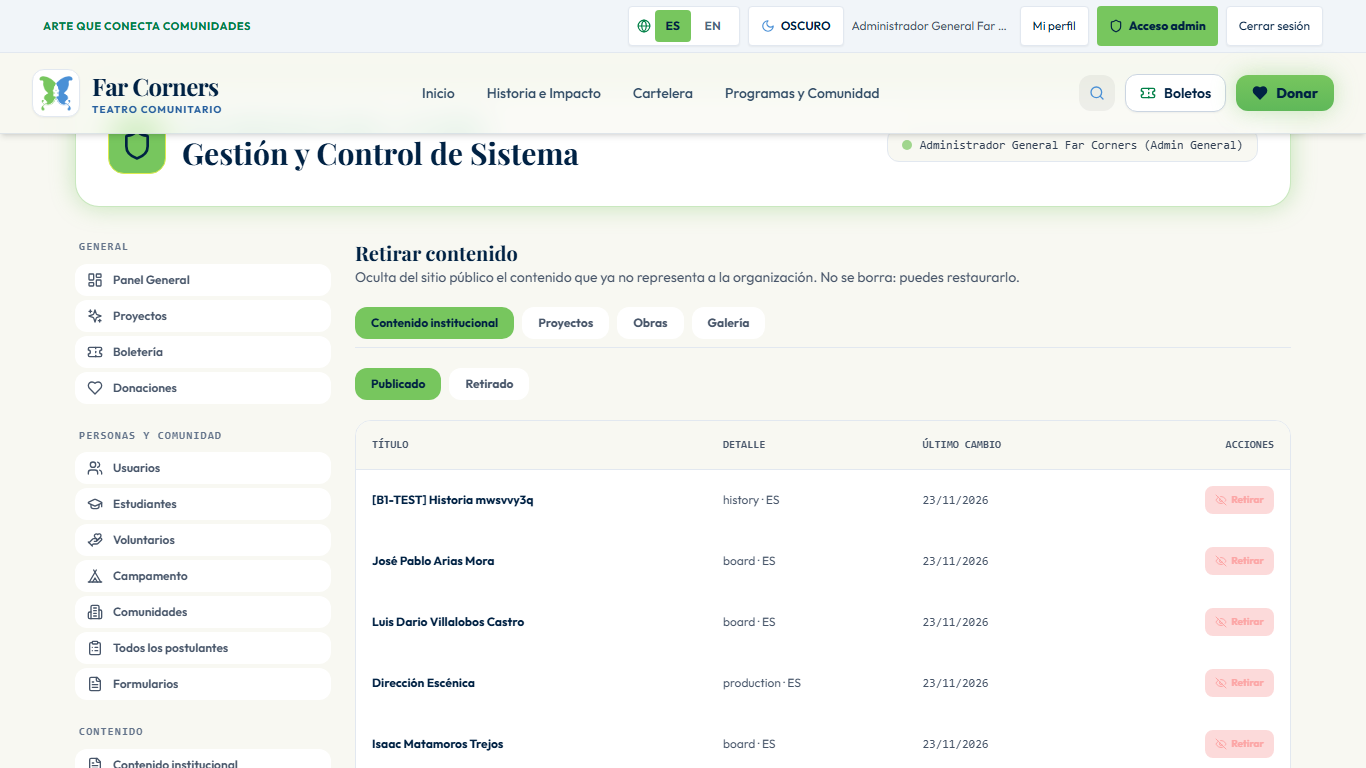 ARTE QUE CONECTA COMUNIDADES
ES EN
OSCURO
Administrador General Far ...
Mi perfil
Acceso admin
Cerrar sesión
Far Corners
TEATRO COMUNITARIO
Inicio
Historia e Impacto
Cartelera
Programas y Comunidad
Boletos
Donar
Gestión y Control de Sistema
Administrador General Far Corners (Admin General)
GENERAL
Panel General
Proyectos
Boletería
Donaciones
PERSONAS Y COMUNIDAD
Usuarios
Estudiantes
Voluntarios
Campamento
Comunidades
Todos los postulantes
Formularios
CONTENIDO
Contenido institucional
Retirar contenido
Oculta del sitio público el contenido que ya no representa a la organización. No se borra: puedes restaurarlo.
Contenido institucional
Proyectos
Obras
Galería
Publicado
Retirado
TÍTULO DETALLE ÚLTIMO CAMBIO ACCIONES
[B1-TEST] Historia mwsvvy3q history · ES 23/11/2026 Retirar
José Pablo Arias Mora board · ES 23/11/2026 Retirar
Luis Dario Villalobos Castro board · ES 23/11/2026 Retirar
Dirección Escénica production · ES 23/11/2026 Retirar
Isaac Matamoros Trejos board · ES 23/11/2026 Retirar